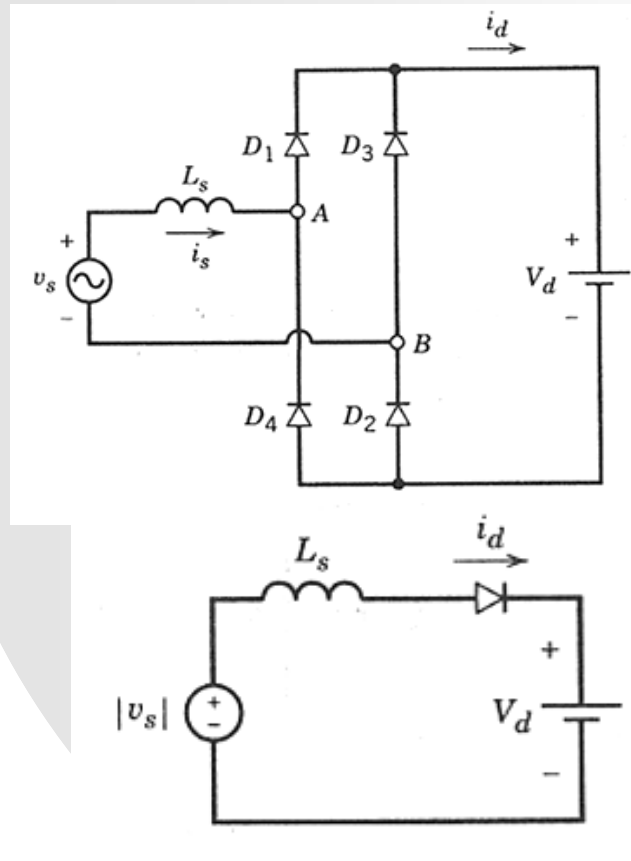 i_d
D_1 D_3
L_s
A
i_s
+
v_s
−
+
V_d
−
B
D_4 D_2
i_d
L_s
+
|v_s|
+
−
V_d
−